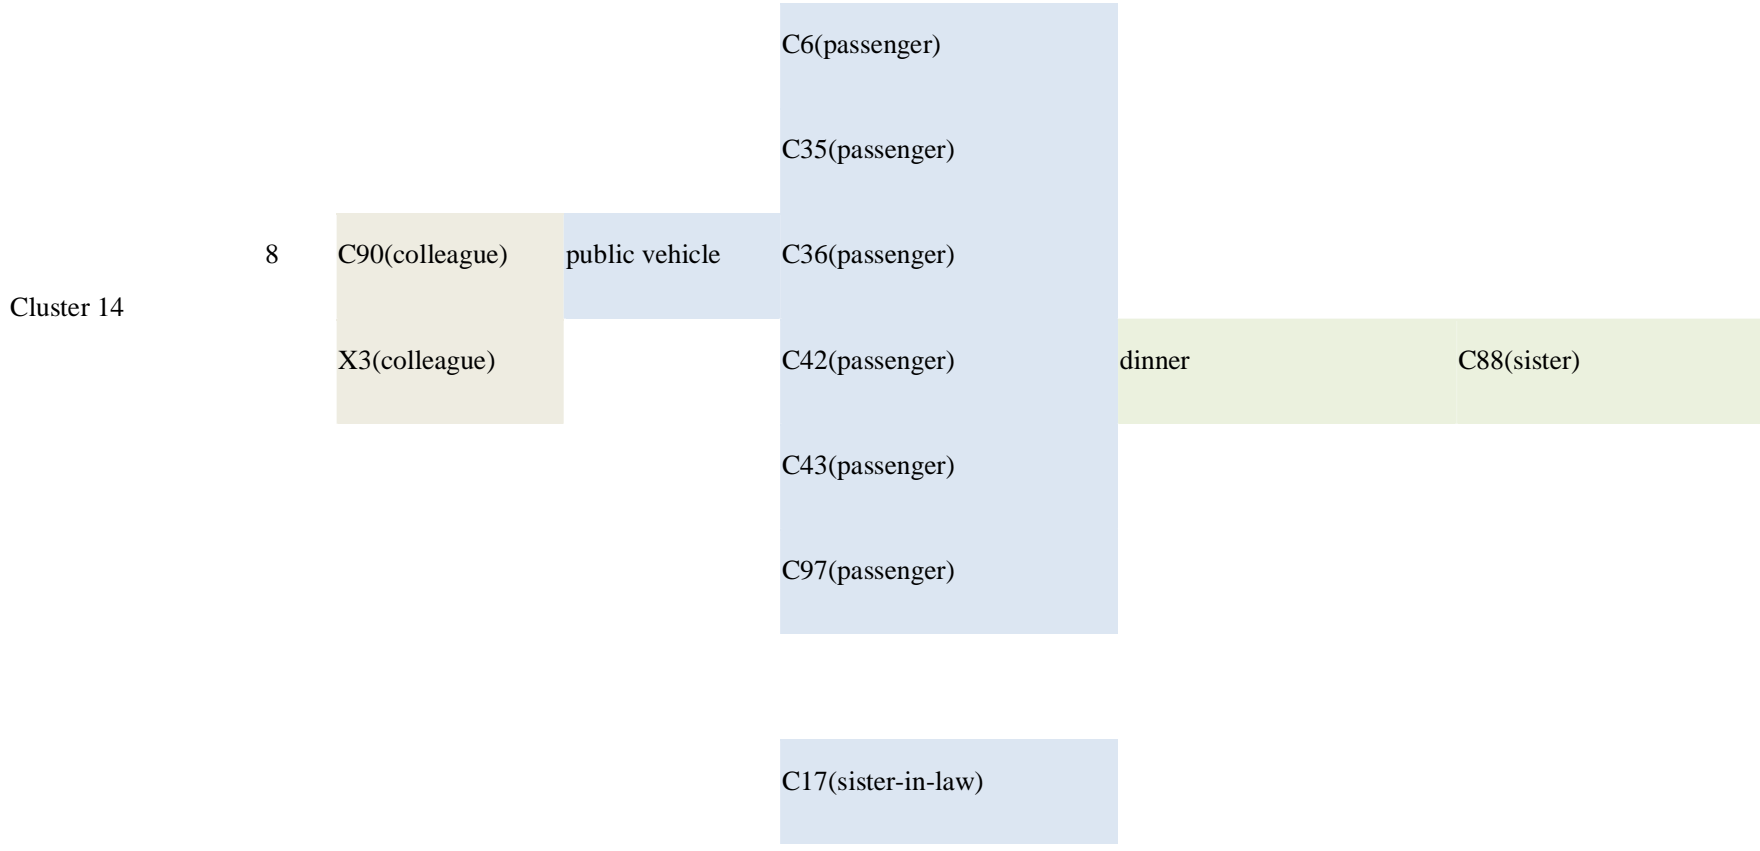 C6(passenger)
C35(passenger)
8 C90(colleague) public vehicle C36(passenger)
Cluster 14
X3(colleague) C42(passenger) dinner C88(sister)
C43(passenger)
C97(passenger)
C17(sister-in-law)